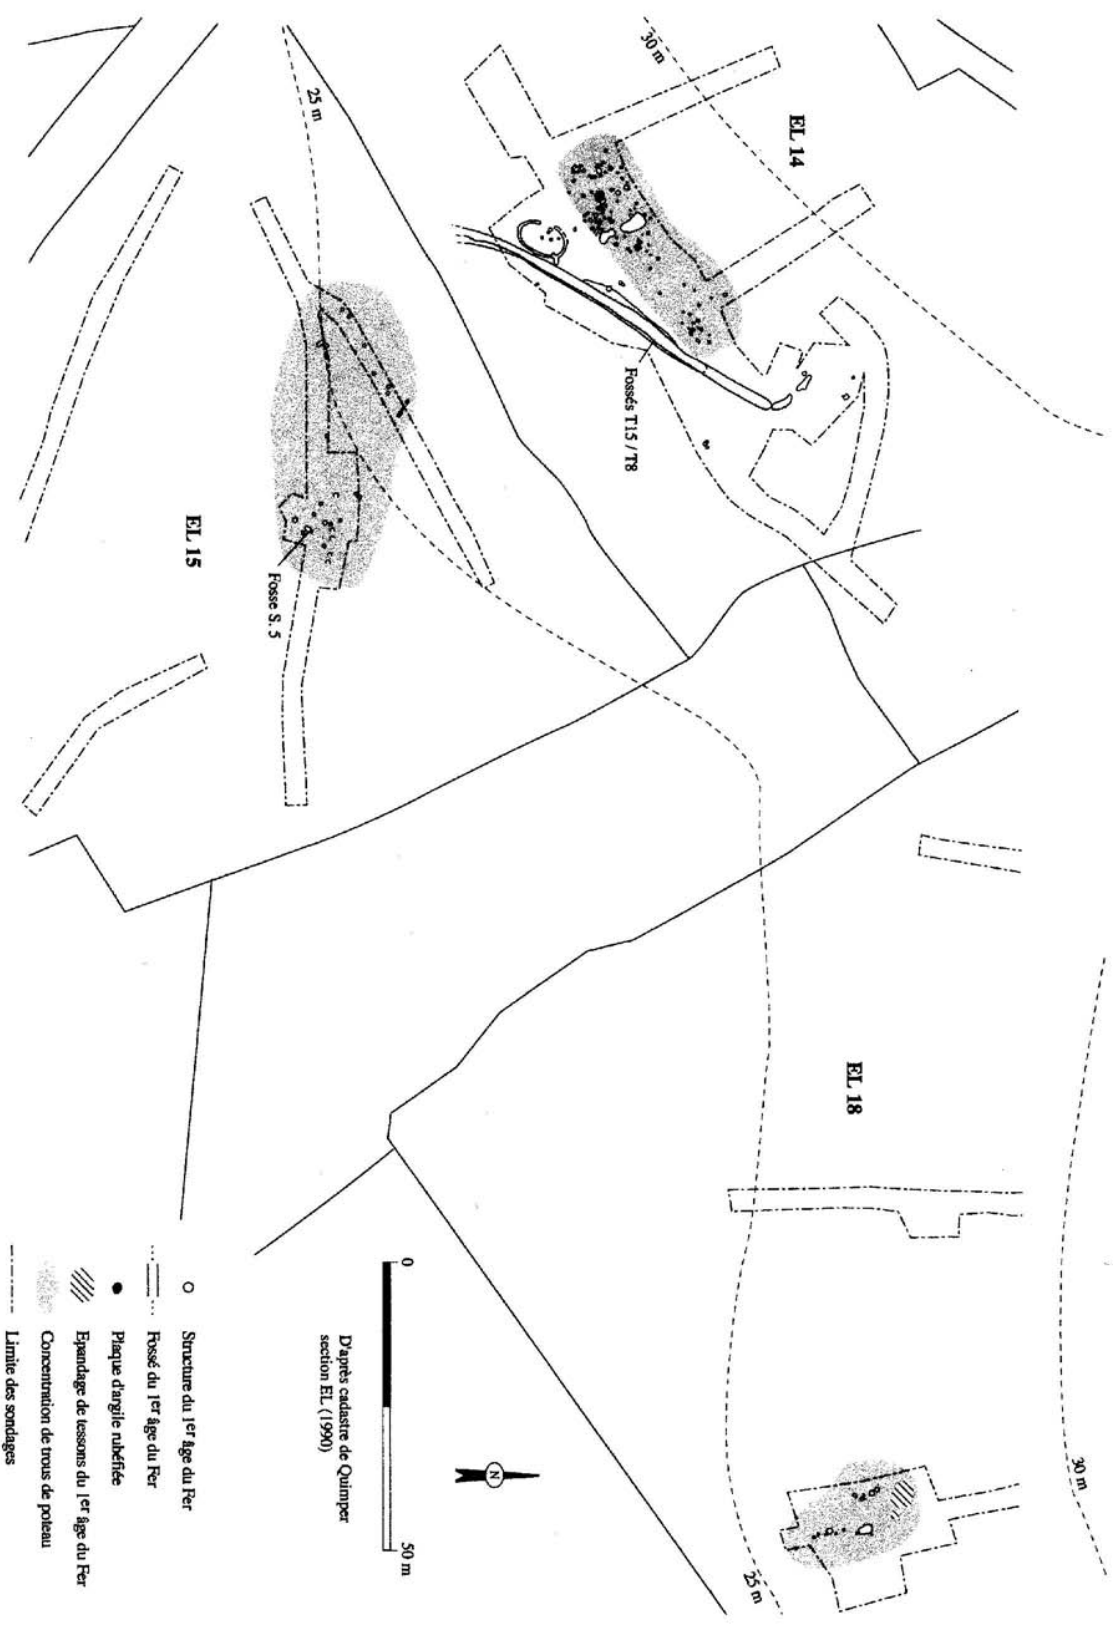 30 m
EL 14
25 m
Fossés T15 / T8
EL 15
Fosse S. 5
EL 18
30 m
25 m
0
50 m
D'après cadastre de Quimper
section EL (1990)
N
Structure du 1er âge du Fer
Fossé du 1er âge du Fer
Plaque d'argile rubéfiée
Epandage de tessons du 1er âge du Fer
Concentration de trous de poteau
Limite des sondages